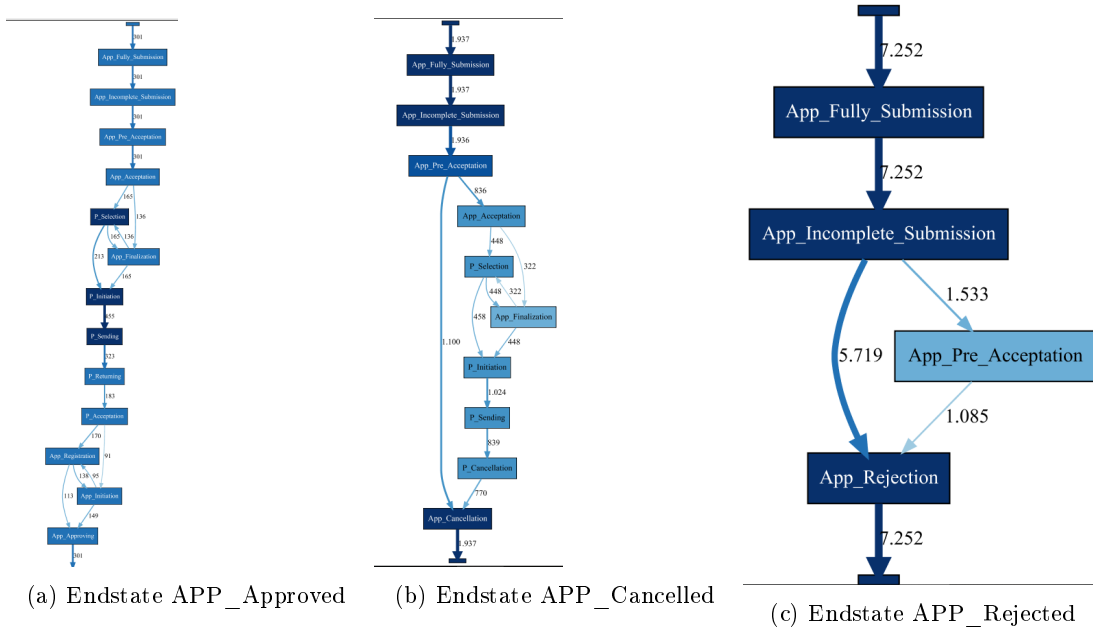 301
App_Fully_Submission
301
App_Incomplete_Submission
301
App_Pre_Acceptation
301
App_Acceptation
165
136
P_Selection
165
136
App_Finalization
213
165
P_Initiation
455
P_Sending
323
P_Returning
183
P_Acceptation
170
91
App_Registration
138
95
App_Initiation
113
149
App_Approving
301
(a) Endstate APP_Approved
1.937
App_Fully_Submission
1.937
App_Incomplete_Submission
1.936
App_Pre_Acceptation
836
App_Acceptation
448
322
P_Selection
448
322
App_Finalization
458
448
1.100
P_Initiation
1.024
P_Sending
839
P_Cancellation
770
App_Cancellation
1.937
(b) Endstate APP_Cancelled
7.252
App_Fully_Submission
7.252
App_Incomplete_Submission
1.533
5.719
App_Pre_Acceptation
1.085
App_Rejection
7.252
(c) Endstate APP_Rejected